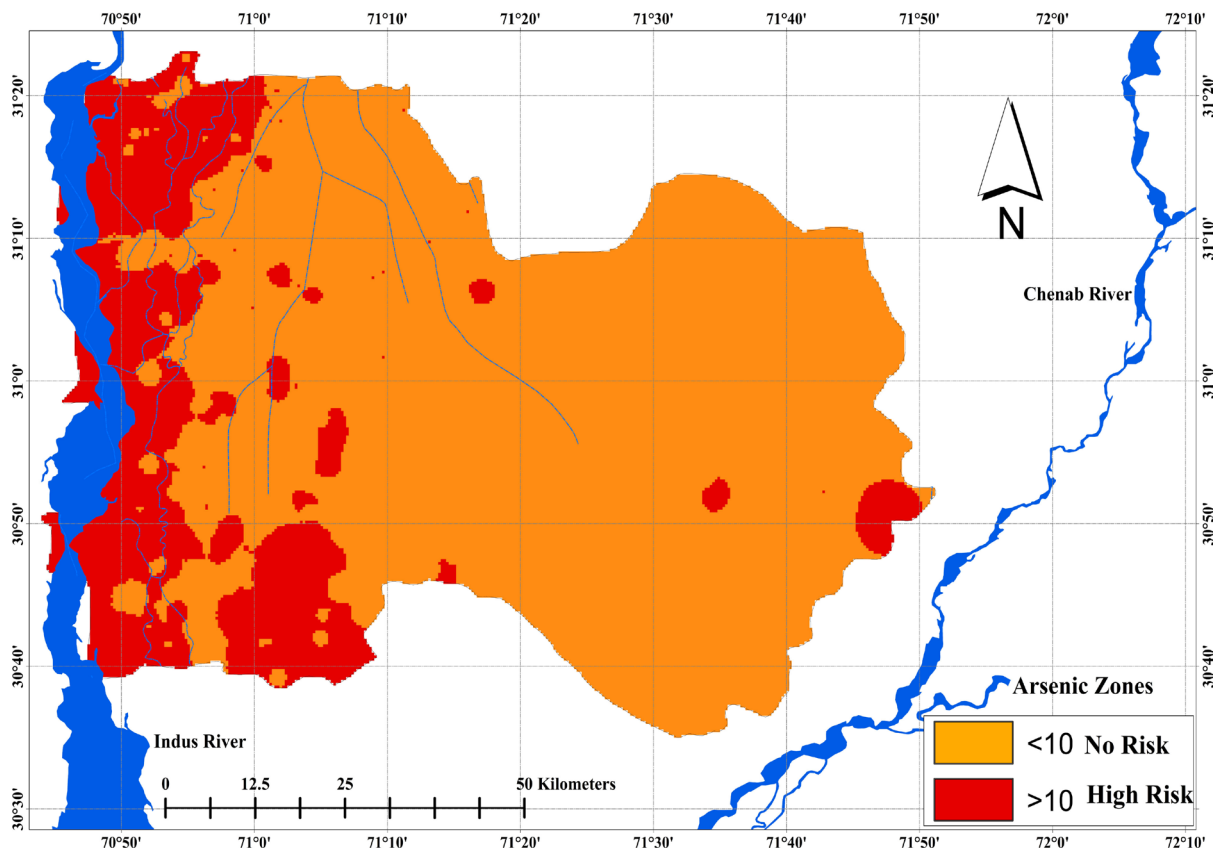 70°50' 71°0' 71°10' 71°20' 71°30' 71°40' 71°50' 72°0' 72°10'
31°20' 31°20'
31°10' 31°10'
N
Chenab River
31°0' 31°0'
30°50' 30°50'
30°40' 30°40'
Arsenic Zones
<10 No Risk
>10 High Risk
Indus River
0 12.5 25 50 Kilometers
30°30' 30°30'
70°50' 71°0' 71°10' 71°20' 71°30' 71°40' 71°50' 72°0' 72°10'